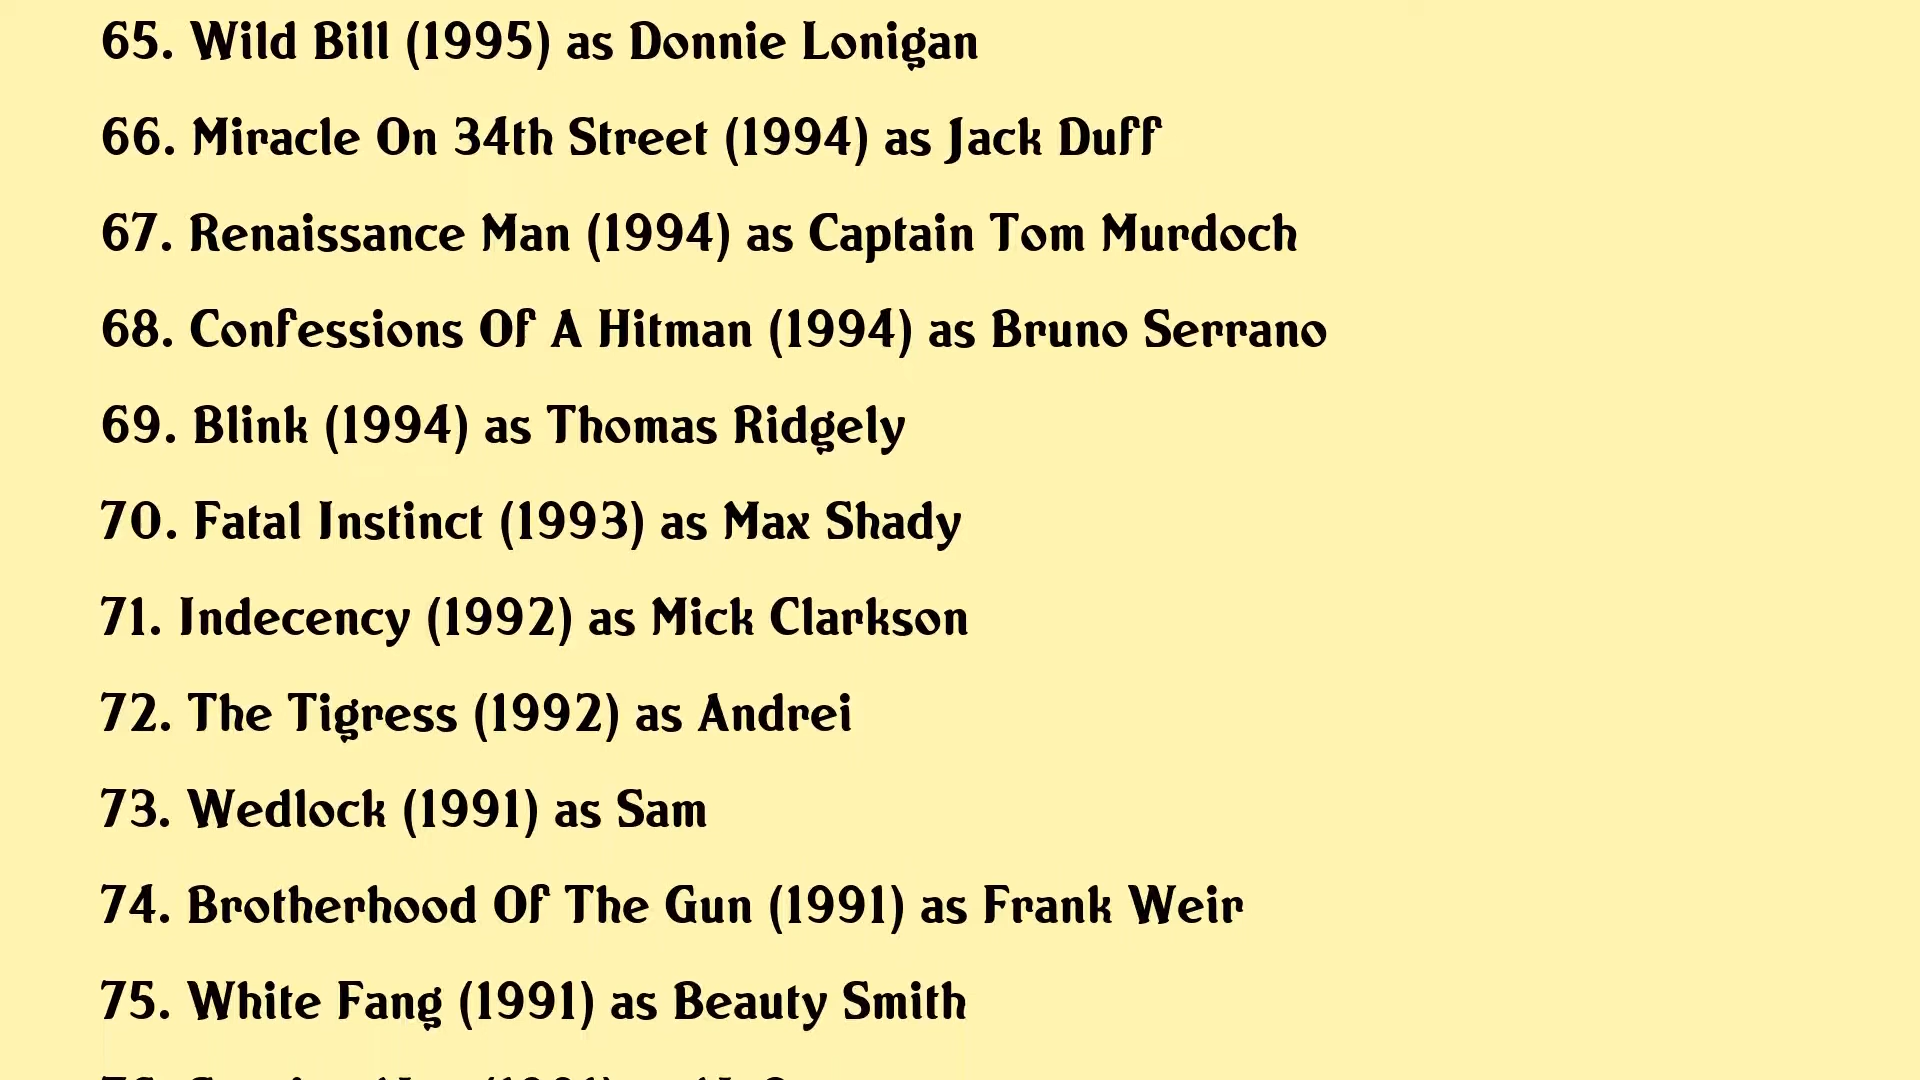 65. Wild Bill (1995) as Donnie Lonigan
66. Miracle On 34th Street (1994) as Jack Duff
67. Renaissance Man (1994) as Captain Tom Murdoch
68. Confessions Of A Hitman (1994) as Bruno Serrano
69. Blink (1994) as Thomas Ridgely
70. Fatal Instinct (1993) as Max Shady
71. Indecency (1992) as Mick Clarkson
72. The Tigress (1992) as Andrei
73. Wedlock (1991) as Sam
74. Brotherhood Of The Gun (1991) as Frank Weir
75. White Fang (1991) as Beauty Smith